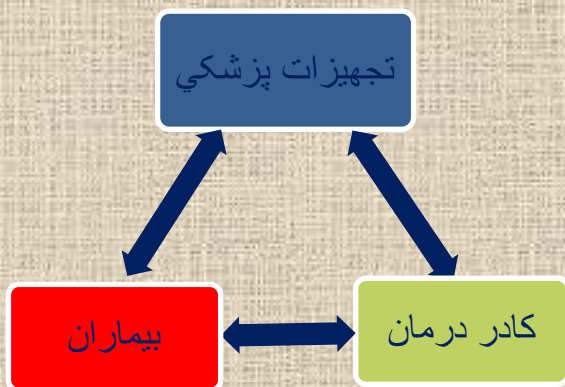 تجهيزات پزشكي
كادر درمان
بيماران